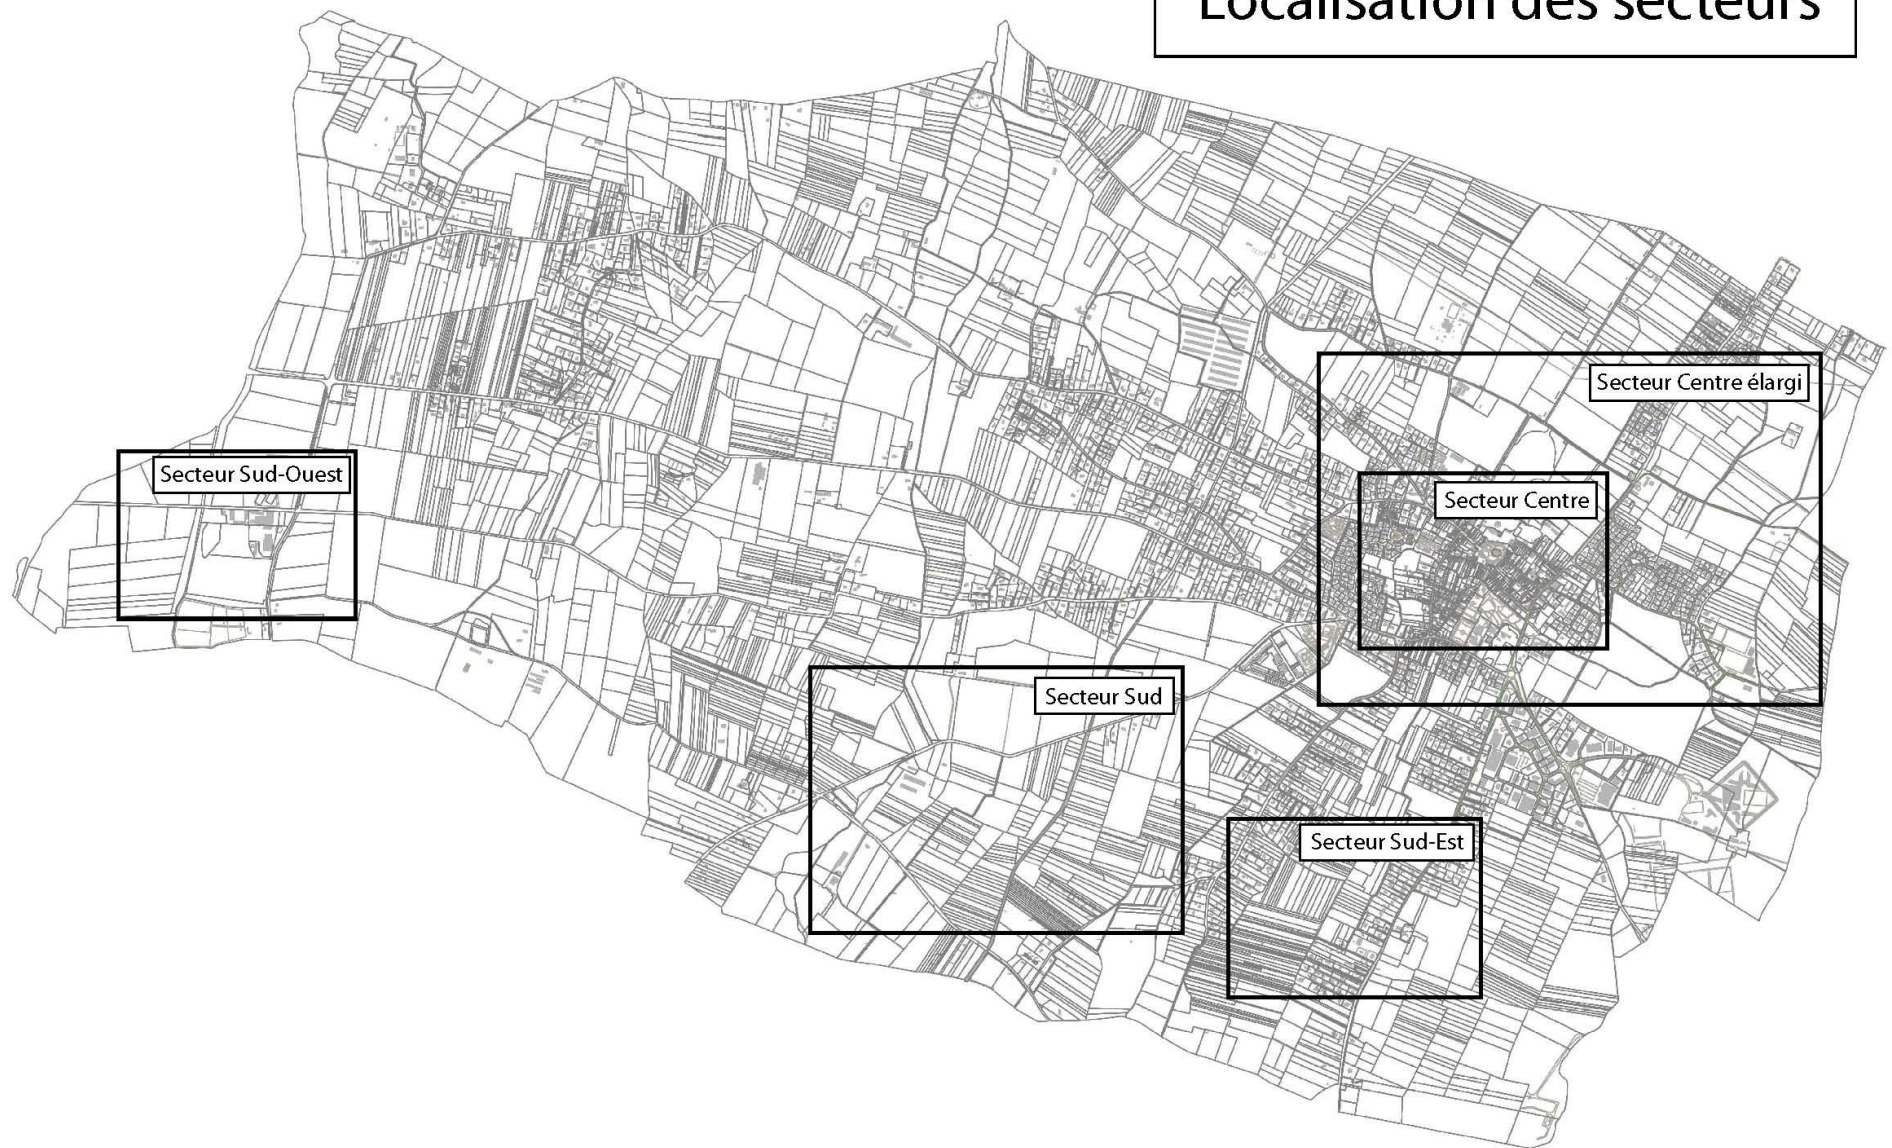 Localisation des secteurs
Secteur Centre élargi
Secteur Sud-Ouest
Secteur Centre
Secteur Sud
Secteur Sud-Est